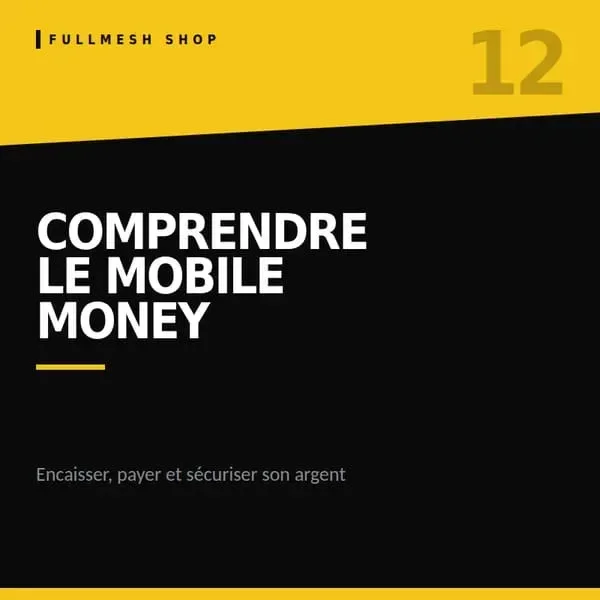 FULLMESH SHOP
12
COMPRENDRE
LE MOBILE
MONEY
Encaisser, payer et sécuriser son argent